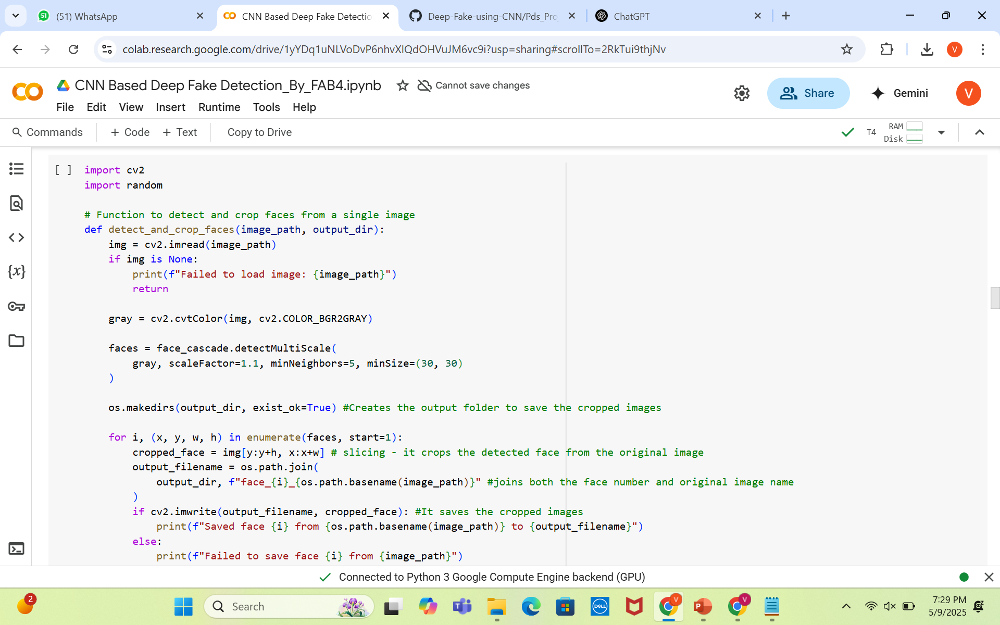 (51) WhatsApp
CNN Based Deep Fake Detectio
Deep-Fake-using-CNN/Pds_Pro
ChatGPT
colab.research.google.com/drive/1yYDq1uNLVoDvP6nhvXIQdOHVuJM6vc9i?usp=sharing#scrollTo=2RkTui9thjNv
V
CNN Based Deep Fake Detection_By_FAB4.ipynb
Cannot save changes
Share
Gemini
V
File Edit View Insert Runtime Tools Help
Commands + Code + Text Copy to Drive
T4 RAM
Disk
[ ] import cv2
import random
# Function to detect and crop faces from a single image
def detect_and_crop_faces(image_path, output_dir):
    img = cv2.imread(image_path)
    if img is None:
        print(f"Failed to load image: {image_path}")
        return
    gray = cv2.cvtColor(img, cv2.COLOR_BGR2GRAY)
    faces = face_cascade.detectMultiScale(
        gray, scaleFactor=1.1, minNeighbors=5, minSize=(30, 30)
    )
    os.makedirs(output_dir, exist_ok=True) #Creates the output folder to save the cropped images
    for i, (x, y, w, h) in enumerate(faces, start=1):
        cropped_face = img[y:y+h, x:x+w] # slicing - it crops the detected face from the original image
        output_filename = os.path.join(
            output_dir, f"face_{i}_{os.path.basename(image_path)}" #joins both the face number and original image name
        )
        if cv2.imwrite(output_filename, cropped_face): #It saves the cropped images
            print(f"Saved face {i} from {os.path.basename(image_path)} to {output_filename}")
        else:
            print(f"Failed to save face {i} from {image_path}")
Connected to Python 3 Google Compute Engine backend (GPU)
2
Search
DELL
V
V
7:29 PM
5/9/2025